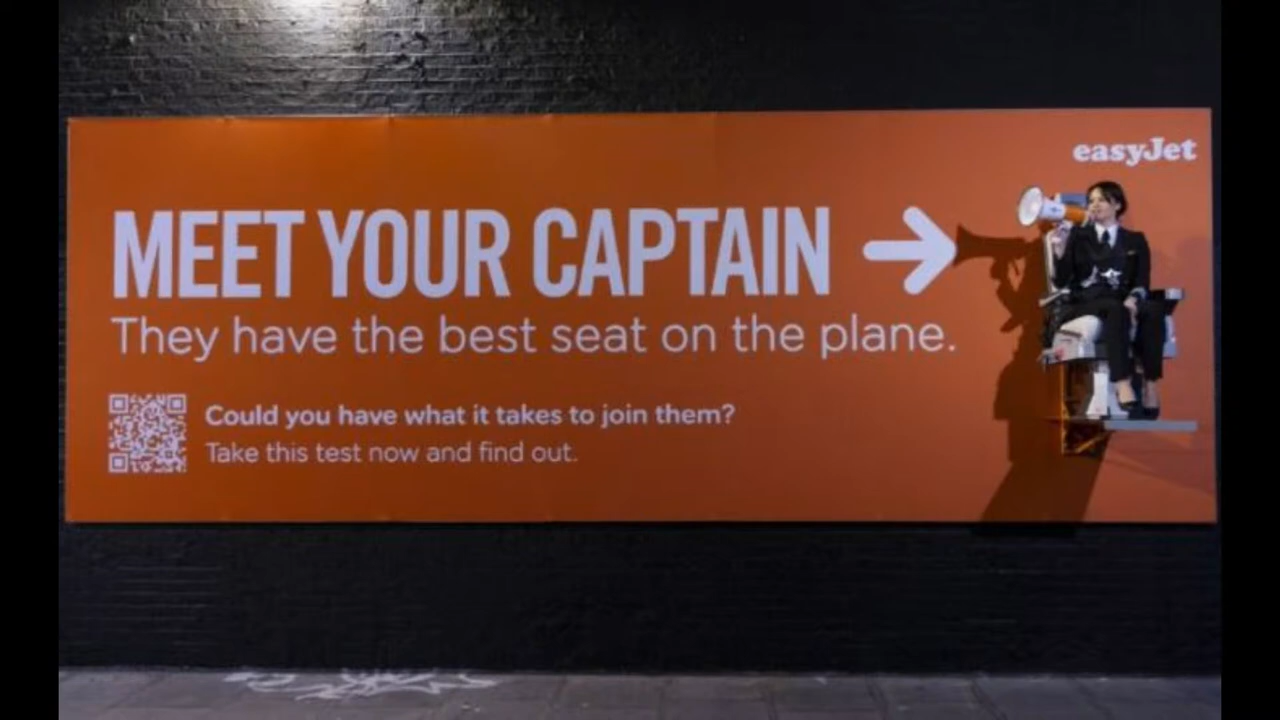 easyJet
MEET YOUR CAPTAIN →
They have the best seat on the plane.
Could you have what it takes to join them?
Take this test now and find out.